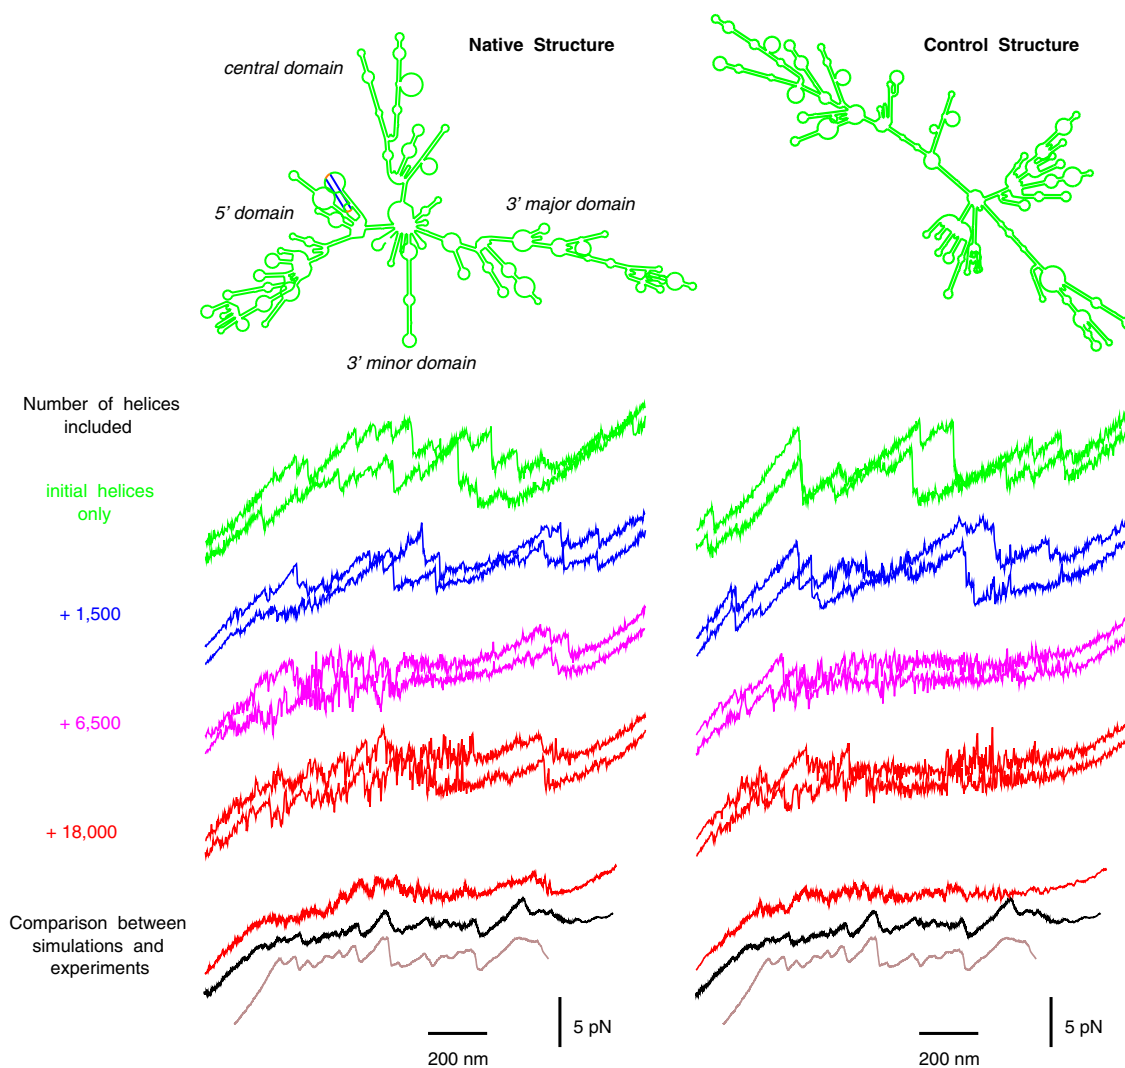 Native Structure
Control Structure
central domain
5’ domain
3’ major domain
3’ minor domain
Number of helices
included
initial helices
only
+ 1,500
+ 6,500
+ 18,000
Comparison between
simulations and
experiments
5 pN
200 nm
5 pN
200 nm